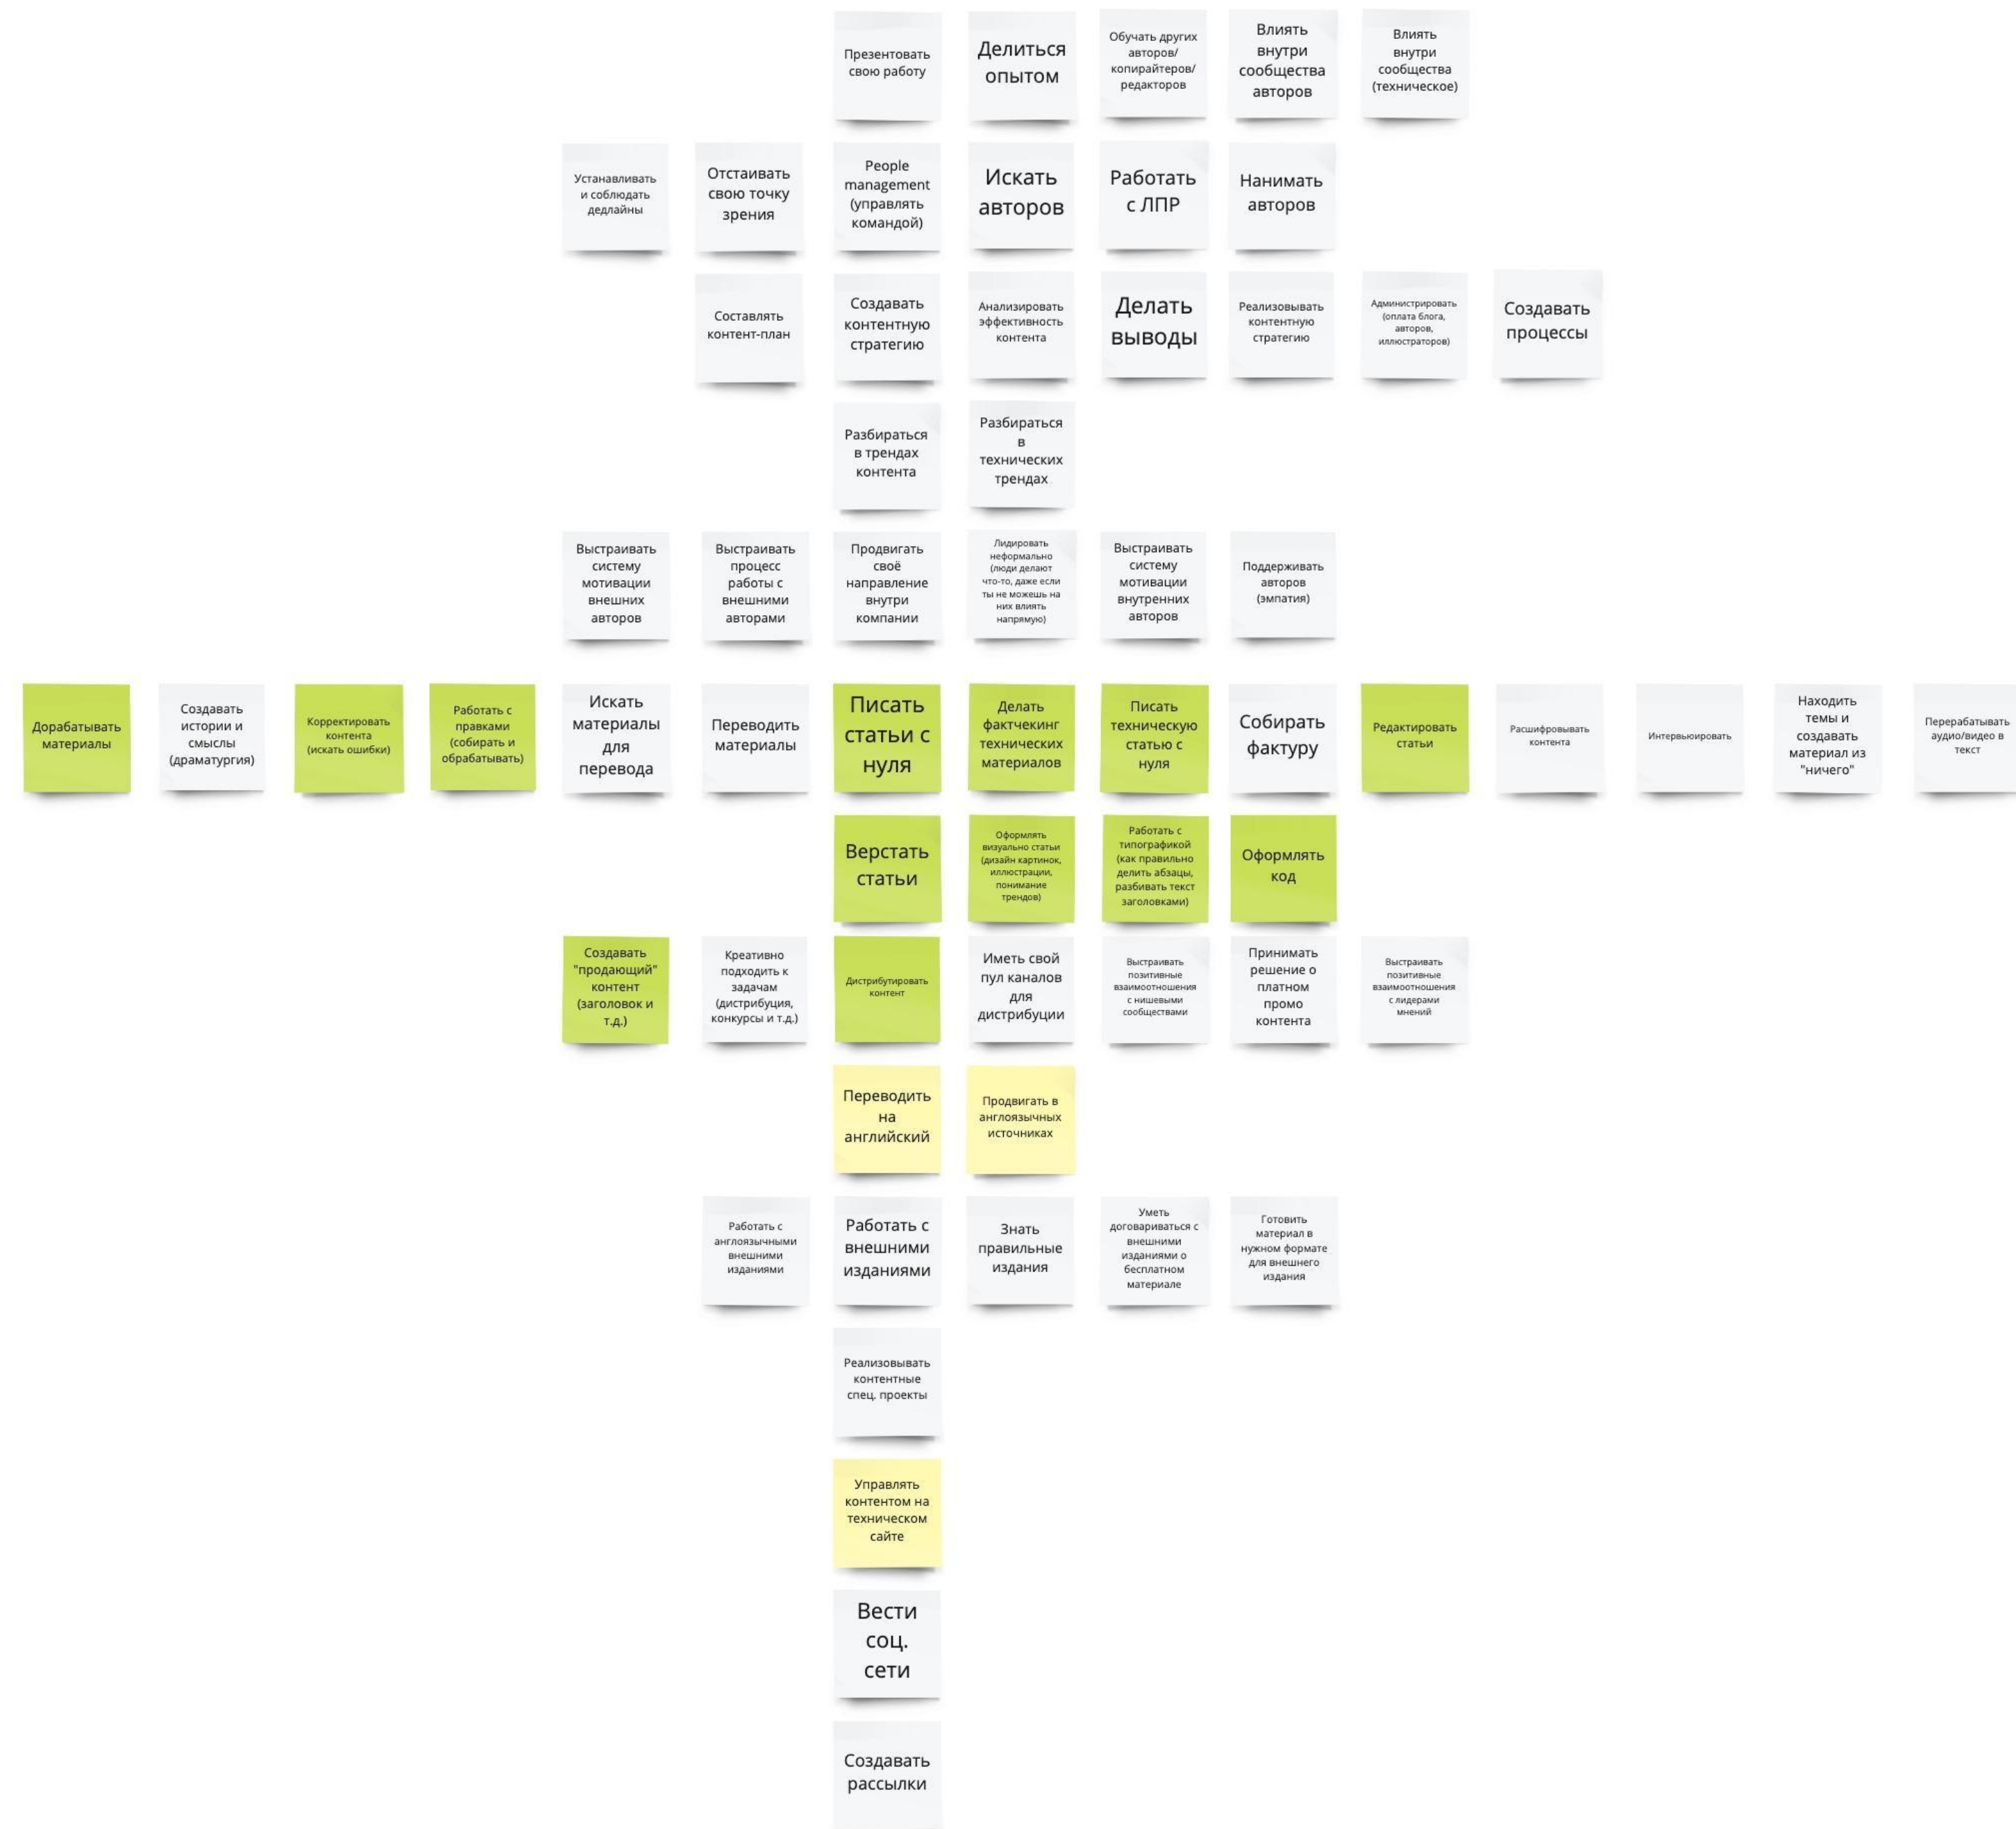 Презентовать
свою работу
Делиться
опытом
Обучать других
авторов/
копирайтеров/
редакторов
Влиять
внутри
сообщества
авторов
Влиять
внутри
сообщества
(техническое)
Устанавливать
и соблюдать
дедлайны
Отстаивать
свою точку
зрения
People
management
(управлять
командой)
Искать
авторов
Работать
с ЛПР
Нанимать
авторов
Составлять
контент-план
Создавать
контентную
стратегию
Анализировать
эффективность
контента
Делать
выводы
Реализовывать
контентную
стратегию
Администрировать
(оплата блога,
авторов,
иллюстраторов)
Создавать
процессы
Разбираться
в трендах
контента
Разбираться
в
технических
трендах
Выстраивать
систему
мотивации
внешних
авторов
Выстраивать
процесс
работы с
внешними
авторами
Продвигать
своё
направление
внутри
компании
Лидировать
неформально
(люди делают
что-то, даже если
ты не можешь на
них влиять
напрямую)
Выстраивать
систему
мотивации
внутренних
авторов
Поддерживать
авторов
(эмпатия)
Дорабатывать
материалы
Создавать
истории и
смыслы
(драматургия)
Корректировать
контента
(искать ошибки)
Работать с
правками
(собирать и
обрабатывать)
Искать
материалы
для
перевода
Переводить
материалы
Писать
статьи с
нуля
Делать
фактчекинг
технических
материалов
Писать
техническую
статью с
нуля
Собирать
фактуру
Редактировать
статьи
Расшифровывать
контента
Интервьюировать
Находить
темы и
создавать
материал из
"ничего"
Перерабатывать
аудио/видео в
текст
Верстать
статьи
Оформлять
визуально статьи
(дизайн картинок,
иллюстрации,
понимание
трендов)
Работать с
типографикой
(как правильно
делить абзацы,
разбивать текст
заголовками)
Оформлять
код
Создавать
"продающий"
контент
(заголовок и
т.д.)
Креативно
подходить к
задачам
(дистрибуция,
конкурсы и т.д.)
Дистрибутировать
контент
Иметь свой
пул каналов
для
дистрибуции
Выстраивать
позитивные
взаимоотношения
с нишевыми
сообществами
Принимать
решение о
платном
промо
контента
Выстраивать
позитивные
взаимоотношения
с лидерами
мнений
Переводить
на
английский
Продвигать в
англоязычных
источниках
Работать с
англоязычными
внешними
изданиями
Работать с
внешними
изданиями
Знать
правильные
издания
Уметь
договариваться с
внешними
изданиями о
бесплатном
материале
Готовить
материал в
нужном формате
для внешнего
издания
Реализовывать
контентные
спец. проекты
Управлять
контентом на
техническом
сайте
Вести
соц.
сети
Создавать
рассылки